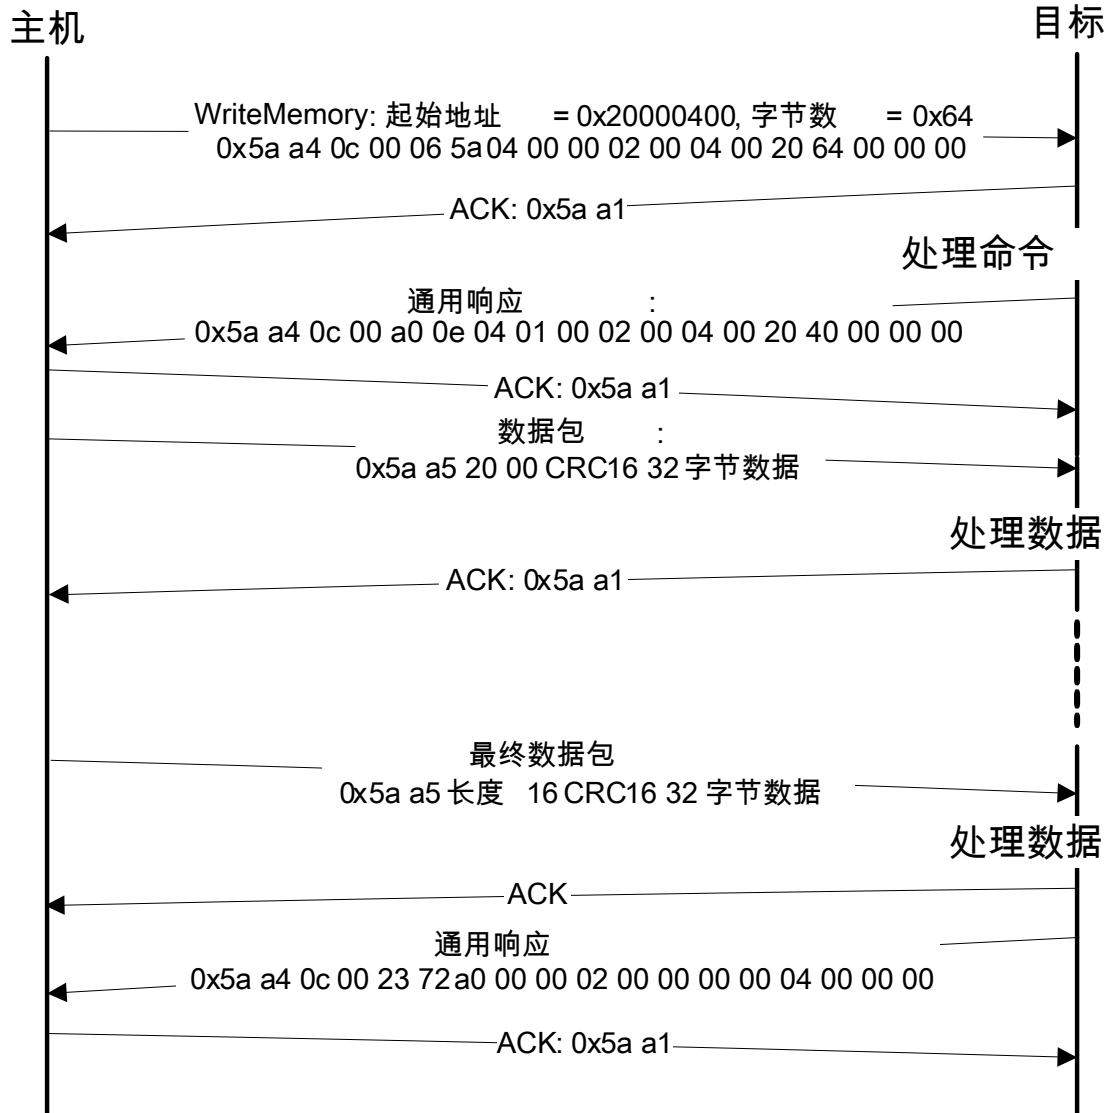 主机
目标
WriteMemory: 起始地址 = 0x20000400, 字节数 = 0x64
0x5a a4 0c 00 06 5a 04 00 00 02 00 04 00 20 64 00 00 00
ACK: 0x5a a1
处理命令
通用响应 :
0x5a a4 0c 00 a0 0e 04 01 00 02 00 04 00 20 40 00 00 00
ACK: 0x5a a1
数据包 :
0x5a a5 20 00 CRC16 32 字节数据
处理数据
ACK: 0x5a a1
最终数据包
0x5a a5 长度 16 CRC16 32 字节数据
处理数据
ACK
通用响应
0x5a a4 0c 00 23 72 a0 00 00 02 00 00 00 00 04 00 00 00
ACK: 0x5a a1